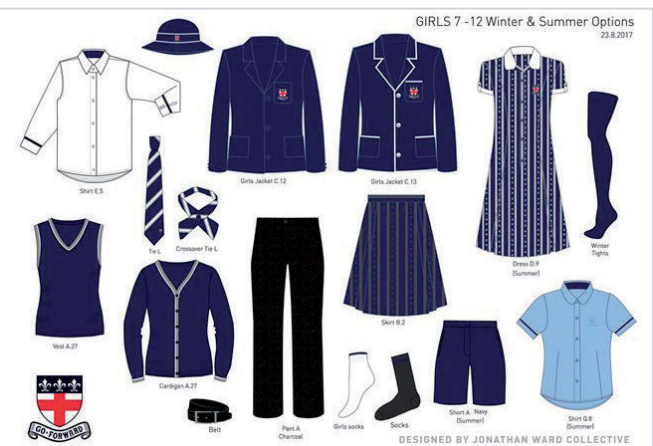 GIRLS 7 -12 Winter & Summer Options
23.8.2017
Shirt E.5
Girls Jacket C.12
Girls Jacket C.13
Tie L
Crossover Tie L
Dress D.9
(Summer)
Winter
Tights
Vest A.27
Cardigan A.27
Skirt B.2
Belt
Pant A
Charcoal
Girls socks
Socks
Short A Navy
(Summer)
Shirt G.8
(Summer)
GO·FORWARD
DESIGNED BY JONATHAN WARD COLLECTIVE